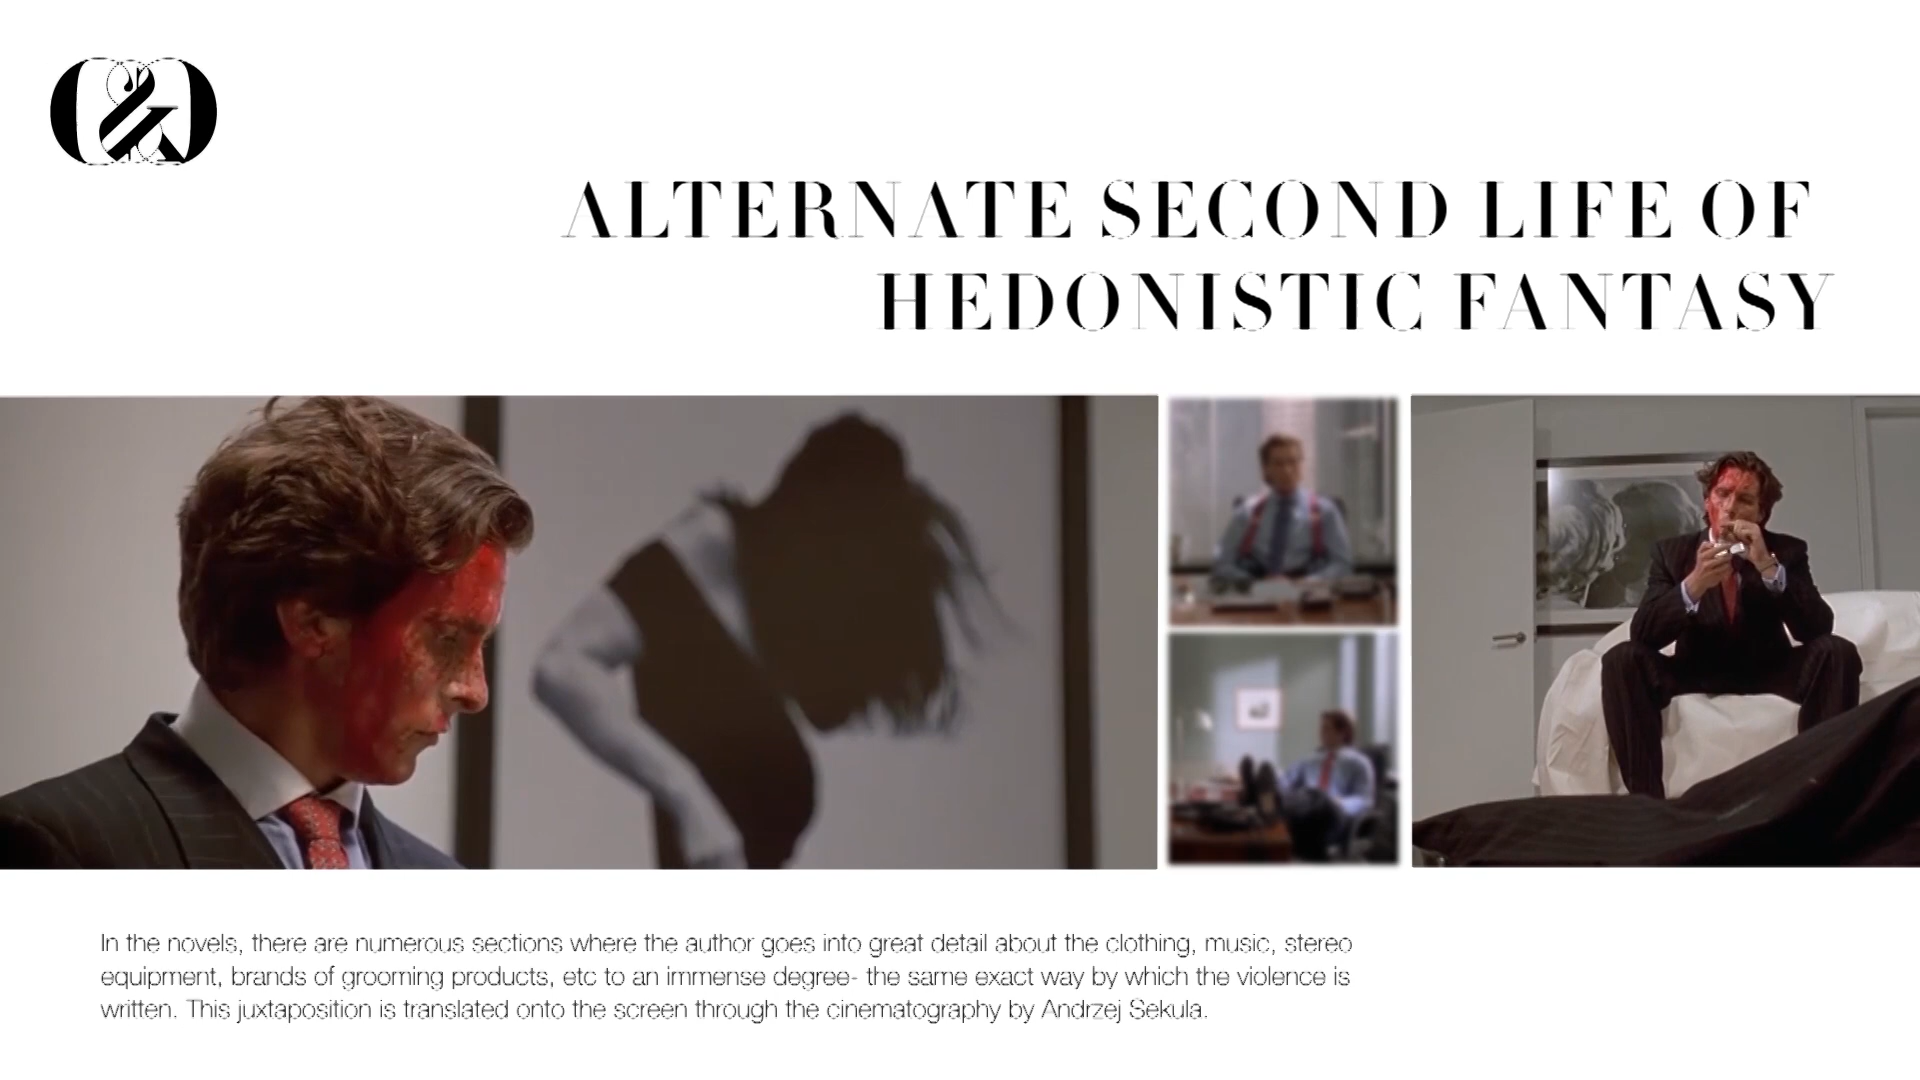 ALTERNATE SECOND LIFE OF
HEDONISTIC FANTASY
In the novels, there are numerous sections where the author goes into great detail about the clothing, music, stereo
equipment, brands of grooming products, etc to an immense degree- the same exact way by which the violence is
written. This juxtaposition is translated onto the screen through the cinematography by Andrzej Sekula.